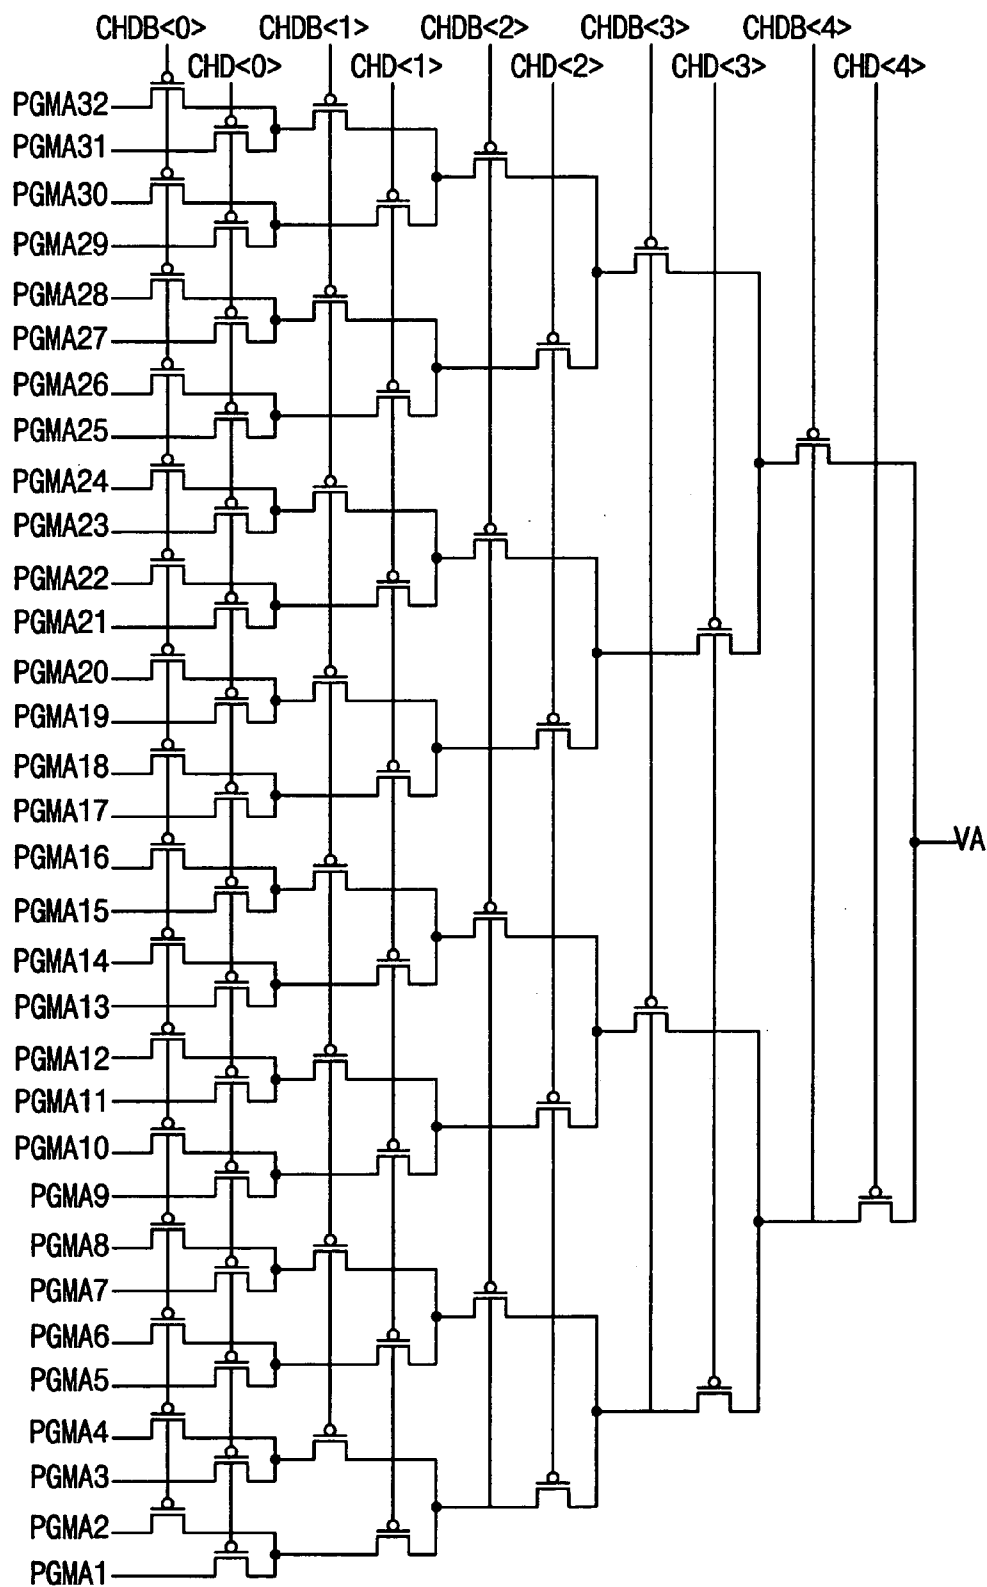 CHDB<0> CHDB<1> CHDB<2> CHDB<3> CHDB<4>
CHD<0> CHD<1> CHD<2> CHD<3> CHD<4>
PGMA32
PGMA31
PGMA30
PGMA29
PGMA28
PGMA27
PGMA26
PGMA25
PGMA24
PGMA23
PGMA22
PGMA21
PGMA20
PGMA19
PGMA18
PGMA17
VA
PGMA16
PGMA15
PGMA14
PGMA13
PGMA12
PGMA11
PGMA10
PGMA9
PGMA8
PGMA7
PGMA6
PGMA5
PGMA4
PGMA3
PGMA2
PGMA1